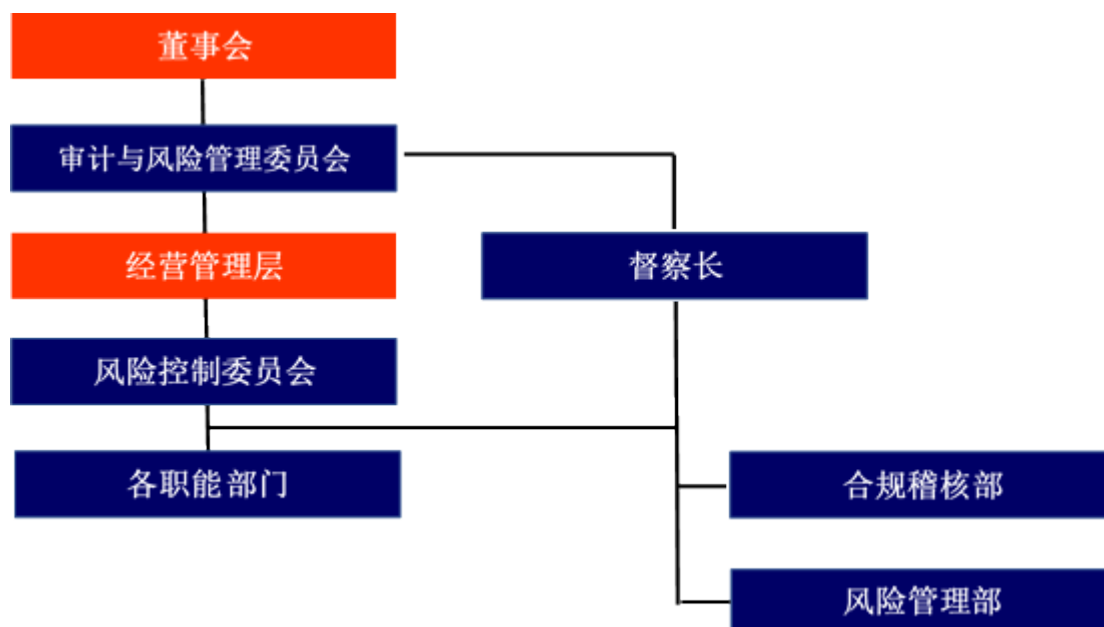 董事会
审计与风险管理委员会
经营管理层
督察长
风险控制委员会
各职能部门
合规稽核部
风险管理部